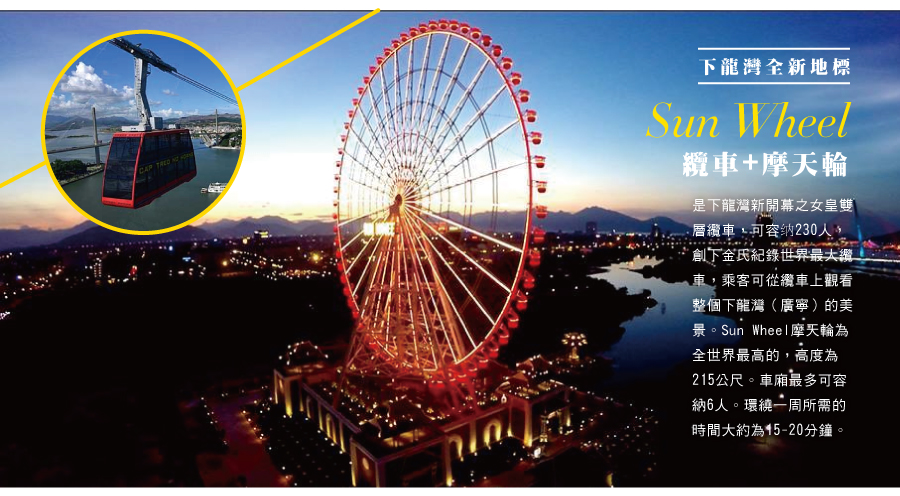 下龍灣全新地標
Sun Wheel
纜車+摩天輪
是下龍灣新開幕之女皇雙
層纜車，可容纳230人，
創下金氏紀錄世界最大纜
車，乘客可從纜車上觀看
整個下龍灣（廣寧）的美
景。Sun Wheel摩天輪為
全世界最高的，高度為
215公尺。車廂最多可容
納6人。環繞一周所需的
時間大約為15-20分鐘。